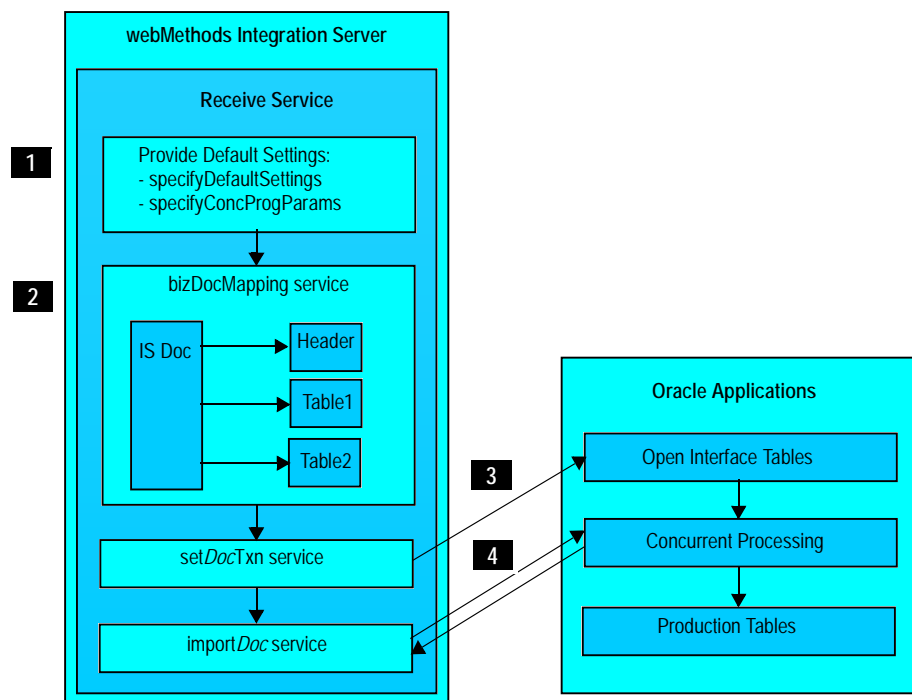 webMethods Integration Server
Receive Service
1
Provide Default Settings:
- specifyDefaultSettings
- specifyConcProgParams
2
bizDocMapping service
IS Doc
Header
Table1
Table2
Oracle Applications
3
Open Interface Tables
4
Concurrent Processing
setDocTxn service
Production Tables
importDoc service